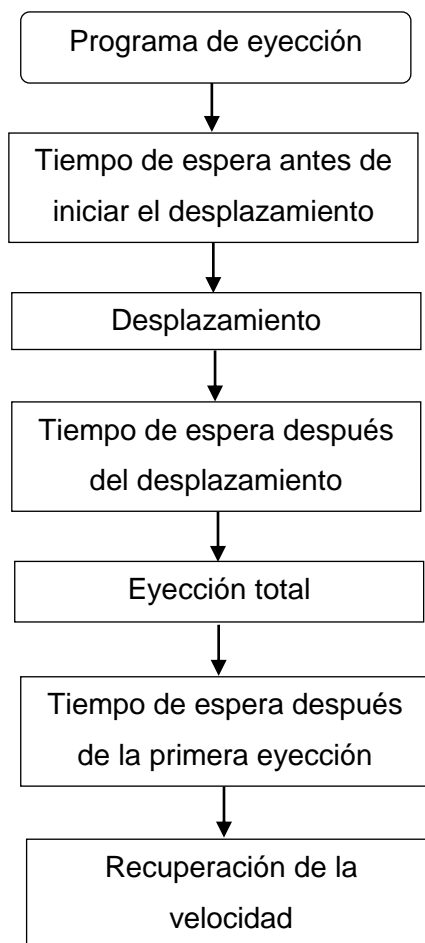 Programa de eyección
Tiempo de espera antes de
iniciar el desplazamiento
Desplazamiento
Tiempo de espera después
del desplazamiento
Eyección total
Tiempo de espera después
de la primera eyección
Recuperación de la
velocidad